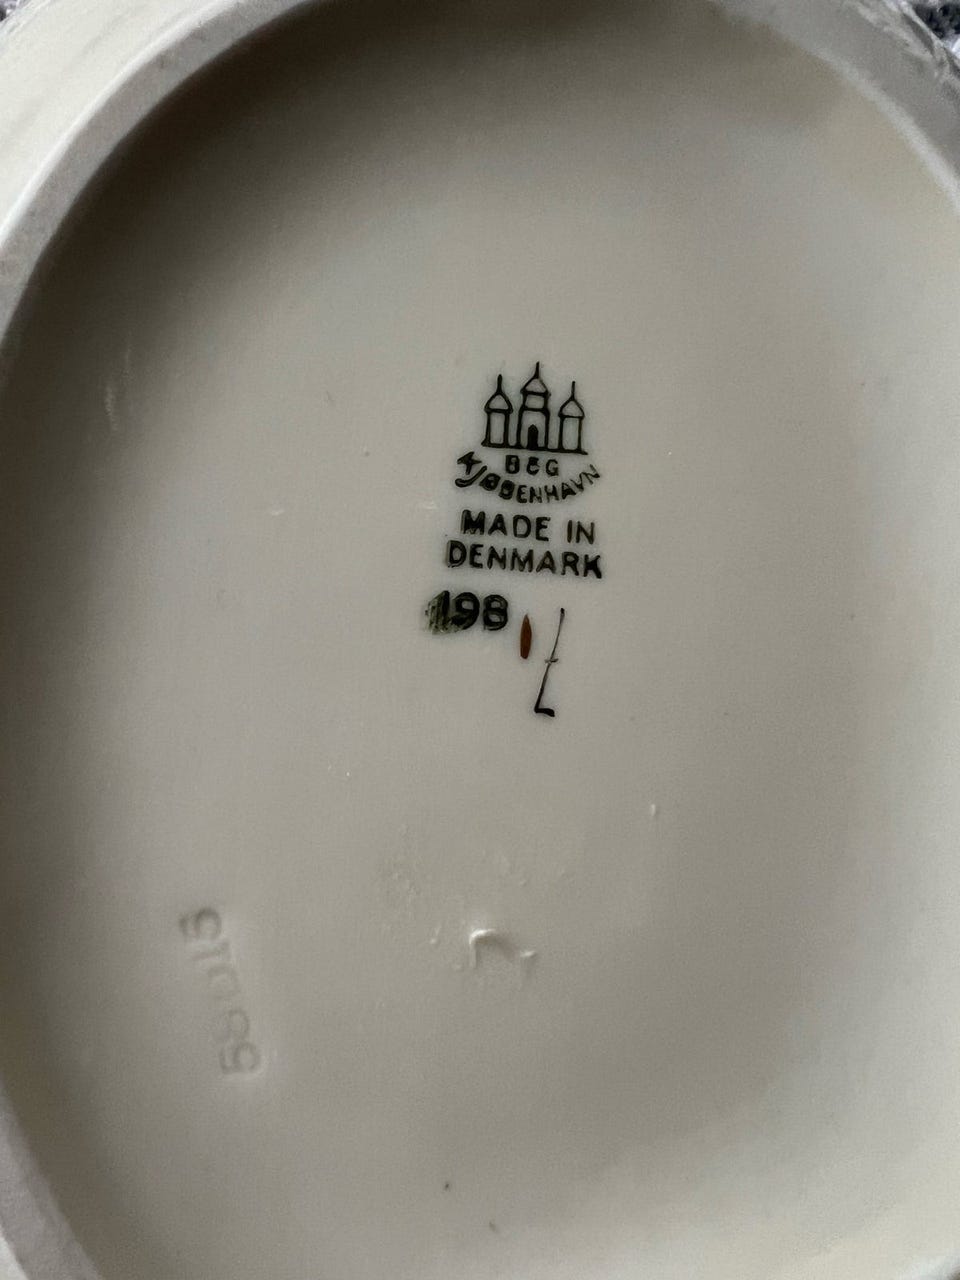 B&G
KJØBENHAVN
MADE IN
DENMARK
198